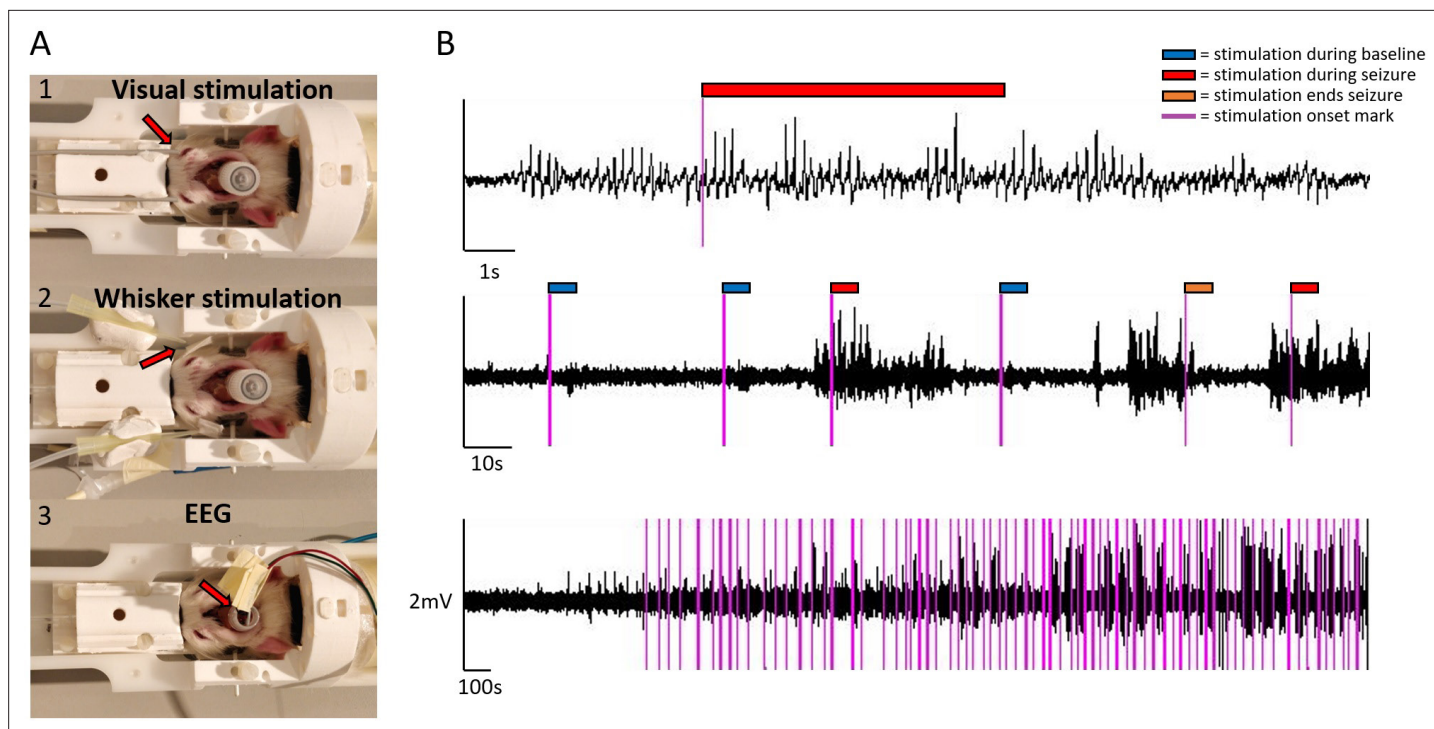 A
1
Visual stimulation
2
Whisker stimulation
3
EEG
B
= stimulation during baseline
= stimulation during seizure
= stimulation ends seizure
= stimulation onset mark
1s
10s
2mV
100s